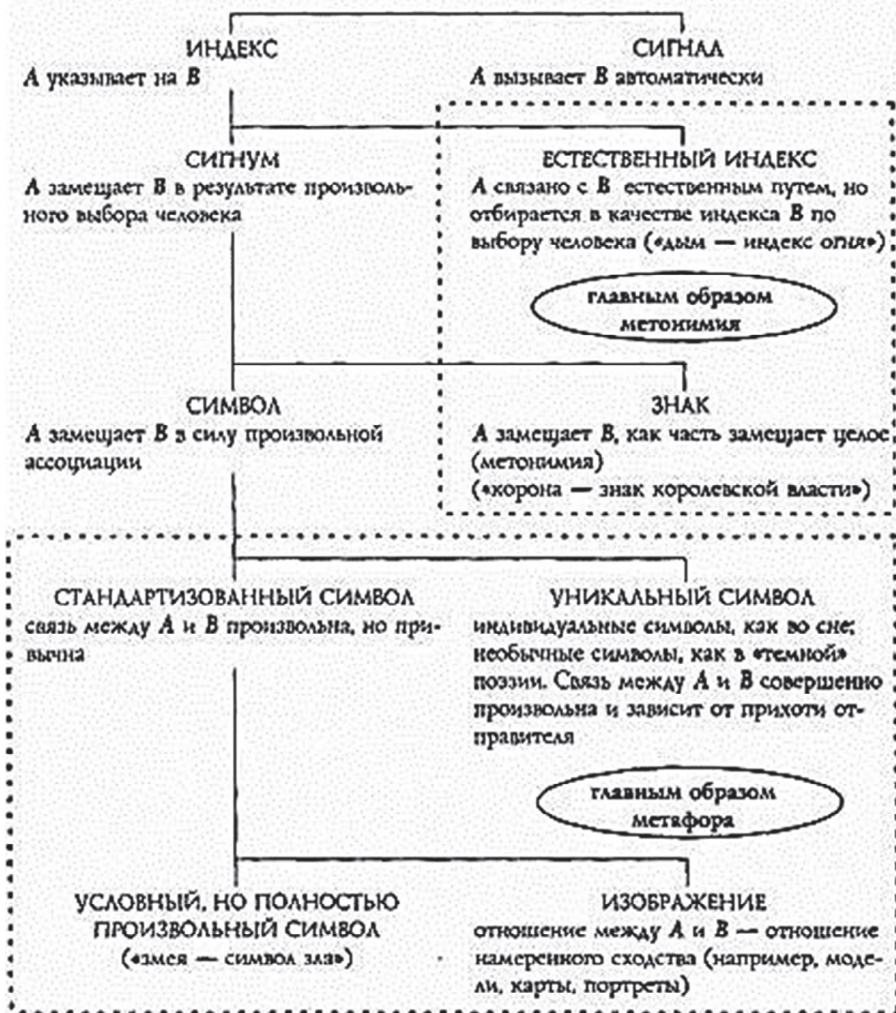 ИНДЕКС
А указывает на В
СИГНАЛ
А вызывает В автоматически
СИГНУМ
А замещает В в результате произволь-
ного выбора человека
ЕСТЕСТВЕННЫЙ ИНДЕКС
А связано с В естественным путем, но
отбирается в качестве индекса В по
выбору человека («дым — индекс огня»)
главным образом
метонимия
СИМВОЛ
А замещает В в силу произвольной
ассоциации
ЗНАК
А замещает В, как часть замещает целое
(метонимия)
(«корона — знак королевской власти»)
СТАНДАРТИЗОВАННЫЙ СИМВОЛ
связь между А и В произвольна, но при-
вычна
УНИКАЛЬНЫЙ СИМВОЛ
индивидуальные символы, как во сне;
необычные символы, как в «темной»
поэзии. Связь между А и В совершенно
произвольна и зависит от прихоти от-
правителя
главным образом
метафора
УСЛОВНЫЙ, НО ПОЛНОСТЬЮ
ПРОИЗВОЛЬНЫЙ СИМВОЛ
(«змея — символ зла»)
ИЗОБРАЖЕНИЕ
отношение между А и В — отношение
намеренного сходства (например, моде-
ли, карты, портреты)